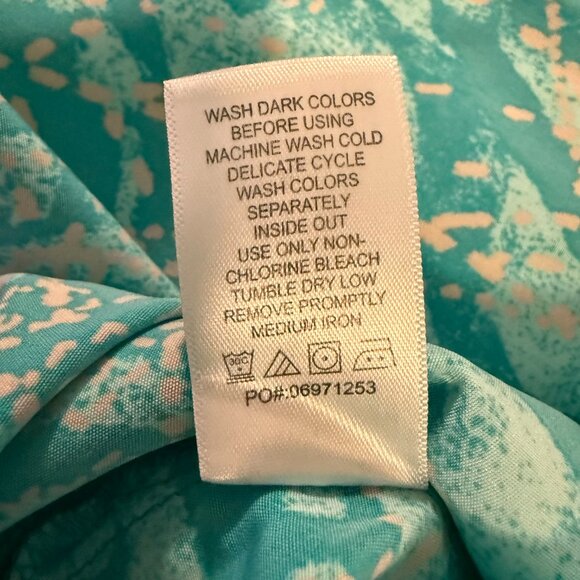 WASH DARK COLORS
BEFORE USING
MACHINE WASH COLD
DELICATE CYCLE
WASH COLORS
SEPARATELY
INSIDE OUT
USE ONLY NON-
CHLORINE BLEACH
TUMBLE DRY LOW
REMOVE PROMPTLY
MEDIUM IRON
30C
PO#:06971253